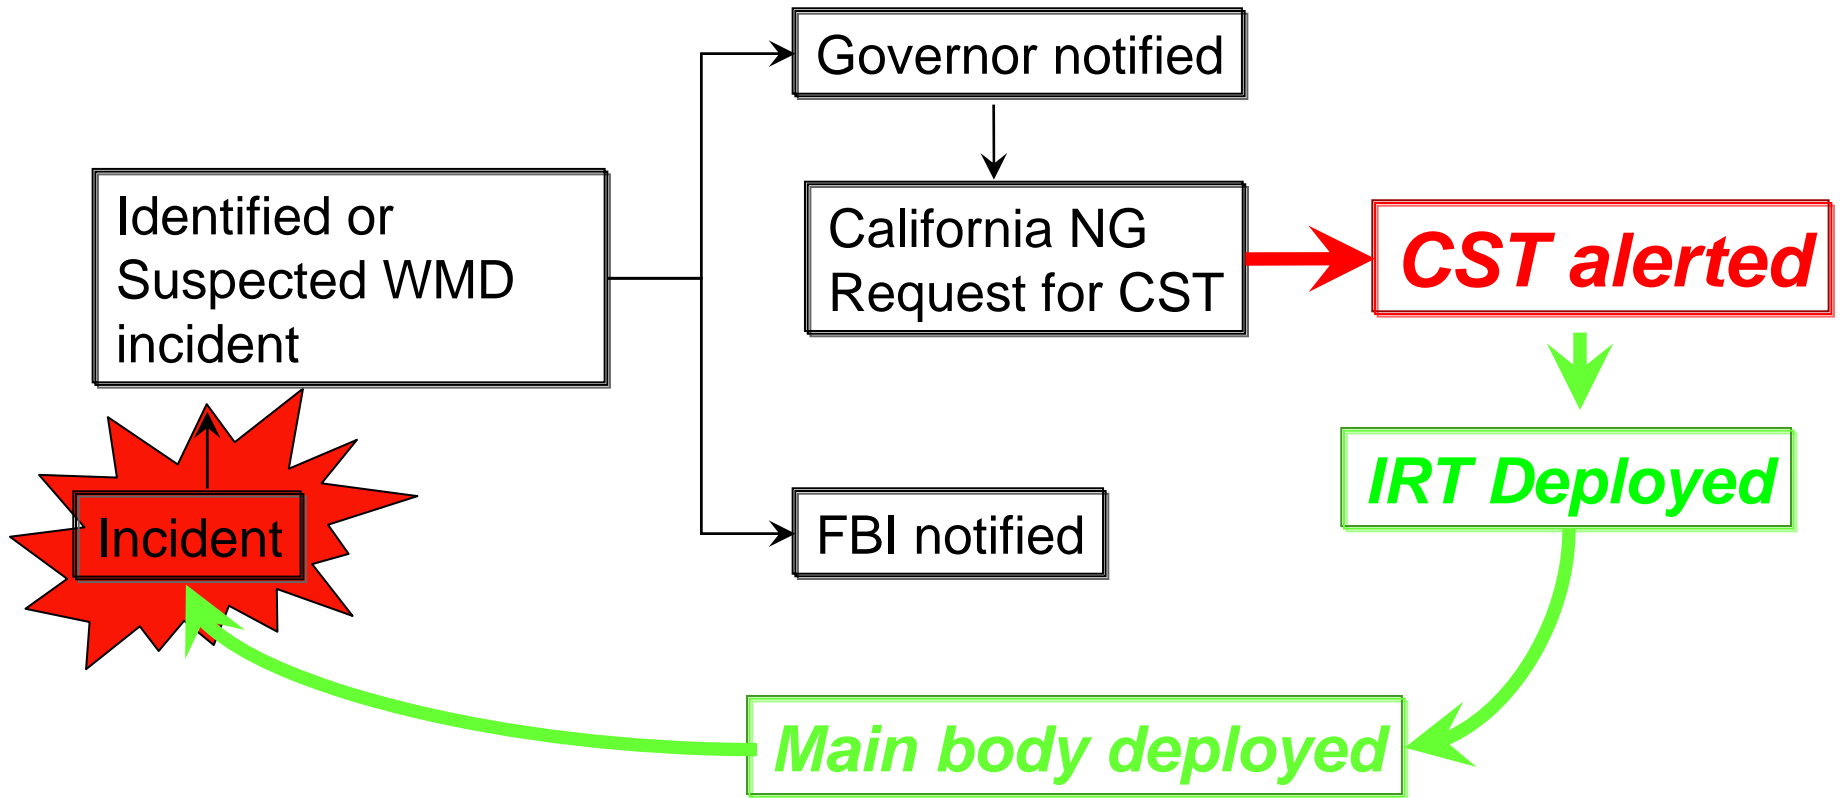 Governor notified
Identified or
Suspected WMD
incident
California NG
Request for CST
CST alerted
IRT Deployed
Incident
FBI notified
Main body deployed